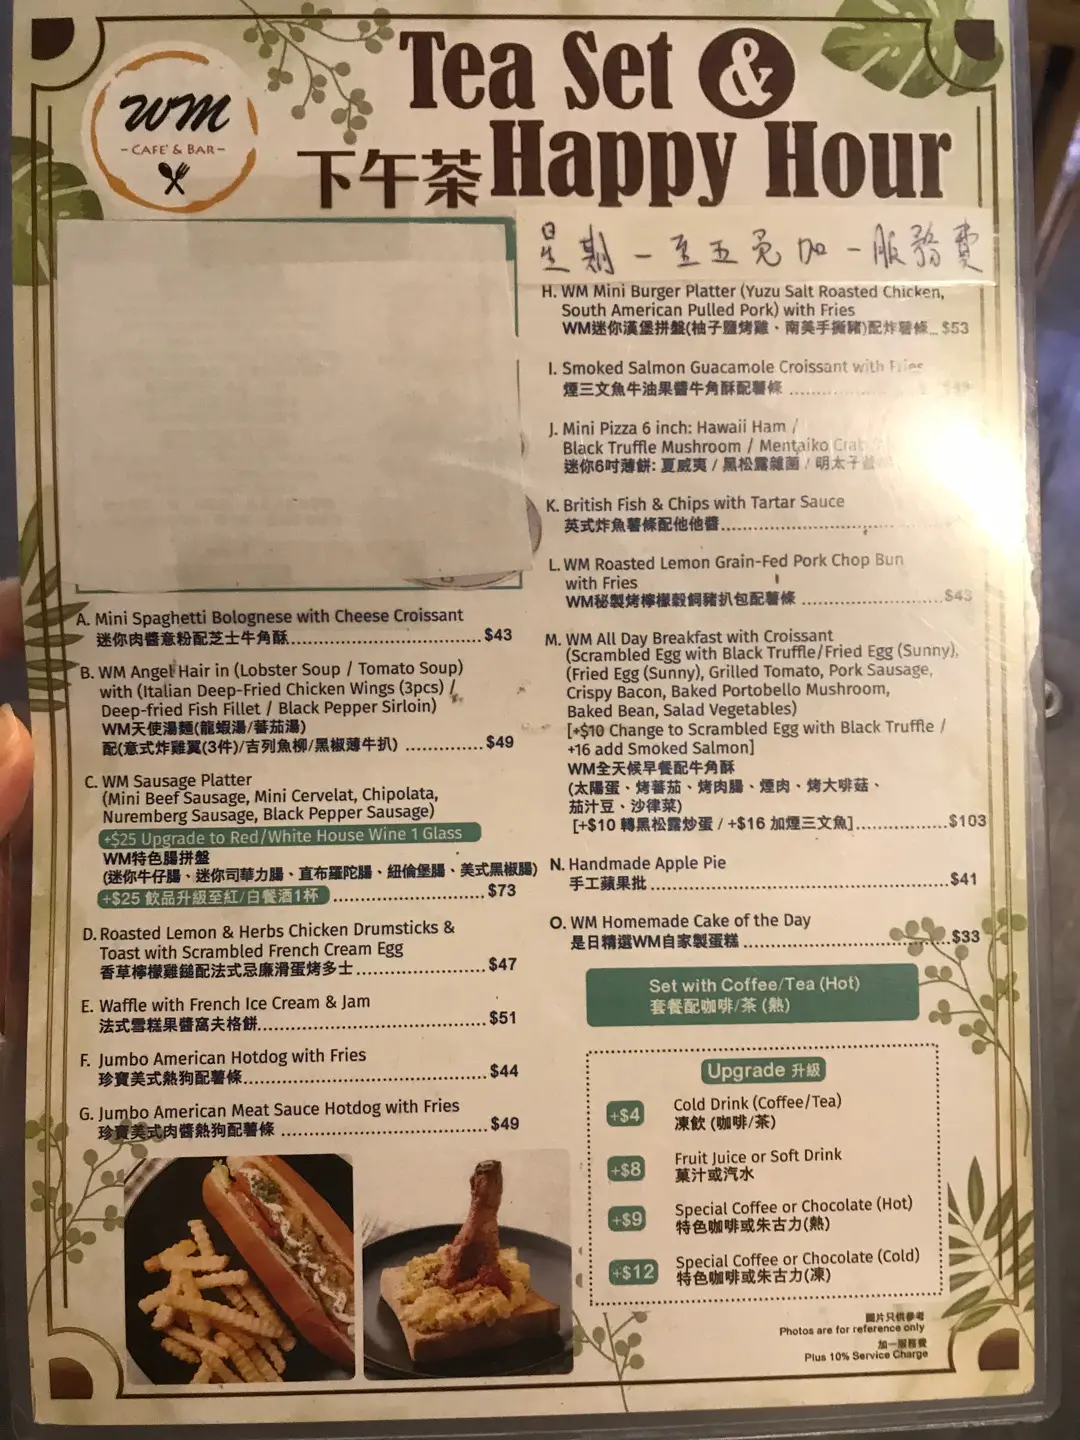 WM
- CAFE' & BAR -
Tea Set &
下午茶 Happy Hour
星期一至五免加一服務費
A. Mini Spaghetti Bolognese with Cheese Croissant
迷你肉醬意粉配芝士牛角酥 $43
B. WM Angel Hair in (Lobster Soup / Tomato Soup)
with (Italian Deep-Fried Chicken Wings (3pcs) /
Deep-fried Fish Fillet / Black Pepper Sirloin)
WM天使湯麵(龍蝦湯/蕃茄湯)
配(意式炸雞翼(3件)/吉列魚柳/黑椒薄牛扒) $49
C. WM Sausage Platter
(Mini Beef Sausage, Mini Cervelat, Chipolata,
Nuremberg Sausage, Black Pepper Sausage)
+$25 Upgrade to Red/White House Wine 1 Glass
WM特色腸拼盤
(迷你牛仔腸、迷你司華力腸、直布羅陀腸、紐倫堡腸、美式黑椒腸)
+$25 飲品升級至紅/白餐酒1杯 $73
D. Roasted Lemon & Herbs Chicken Drumsticks &
Toast with Scrambled French Cream Egg
香草檸檬雞鎚配法式忌廉滑蛋烤多士 $47
E. Waffle with French Ice Cream & Jam
法式雪糕果醬窩夫格餅 $51
F. Jumbo American Hotdog with Fries
珍寶美式熱狗配薯條 $44
G. Jumbo American Meat Sauce Hotdog with Fries
珍寶美式肉醬熱狗配薯條 $49
H. WM Mini Burger Platter (Yuzu Salt Roasted Chicken,
South American Pulled Pork) with Fries
WM迷你漢堡拼盤(柚子鹽烤雞、南美手撕豬)配炸薯條 $53
I. Smoked Salmon Guacamole Croissant with Fries
煙三文魚牛油果醬牛角酥配薯條
J. Mini Pizza 6 inch: Hawaii Ham /
Black Truffle Mushroom / Mentaiko Crab
迷你6吋薄餅: 夏威夷 / 黑松露雜菌 / 明太子
K. British Fish & Chips with Tartar Sauce
英式炸魚薯條配他他醬
L. WM Roasted Lemon Grain-Fed Pork Chop Bun
with Fries
WM秘製烤檸檬穀飼豬扒包配薯條 $43
M. WM All Day Breakfast with Croissant
(Scrambled Egg with Black Truffle/Fried Egg (Sunny),
(Fried Egg (Sunny), Grilled Tomato, Pork Sausage,
Crispy Bacon, Baked Portobello Mushroom,
Baked Bean, Salad Vegetables)
[+$10 Change to Scrambled Egg with Black Truffle /
+16 add Smoked Salmon]
WM全天候早餐配牛角酥
(太陽蛋、烤蕃茄、烤肉腸、煙肉、烤大啡菇、
茄汁豆、沙律菜)
[+$10 轉黑松露炒蛋 / +$16 加煙三文魚] $103
N. Handmade Apple Pie
手工蘋果批 $41
O. WM Homemade Cake of the Day
是日精選WM自家製蛋糕 $33
Set with Coffee/Tea (Hot)
套餐配咖啡/茶 (熱)
Upgrade 升級
+$4 Cold Drink (Coffee/Tea)
凍飲 (咖啡/茶)
+$8 Fruit Juice or Soft Drink
菓汁或汽水
+$9 Special Coffee or Chocolate (Hot)
特色咖啡或朱古力(熱)
+$12 Special Coffee or Chocolate (Cold)
特色咖啡或朱古力(凍)
圖片只供參考
Photos are for reference only
加一服務費
Plus 10% Service Charge